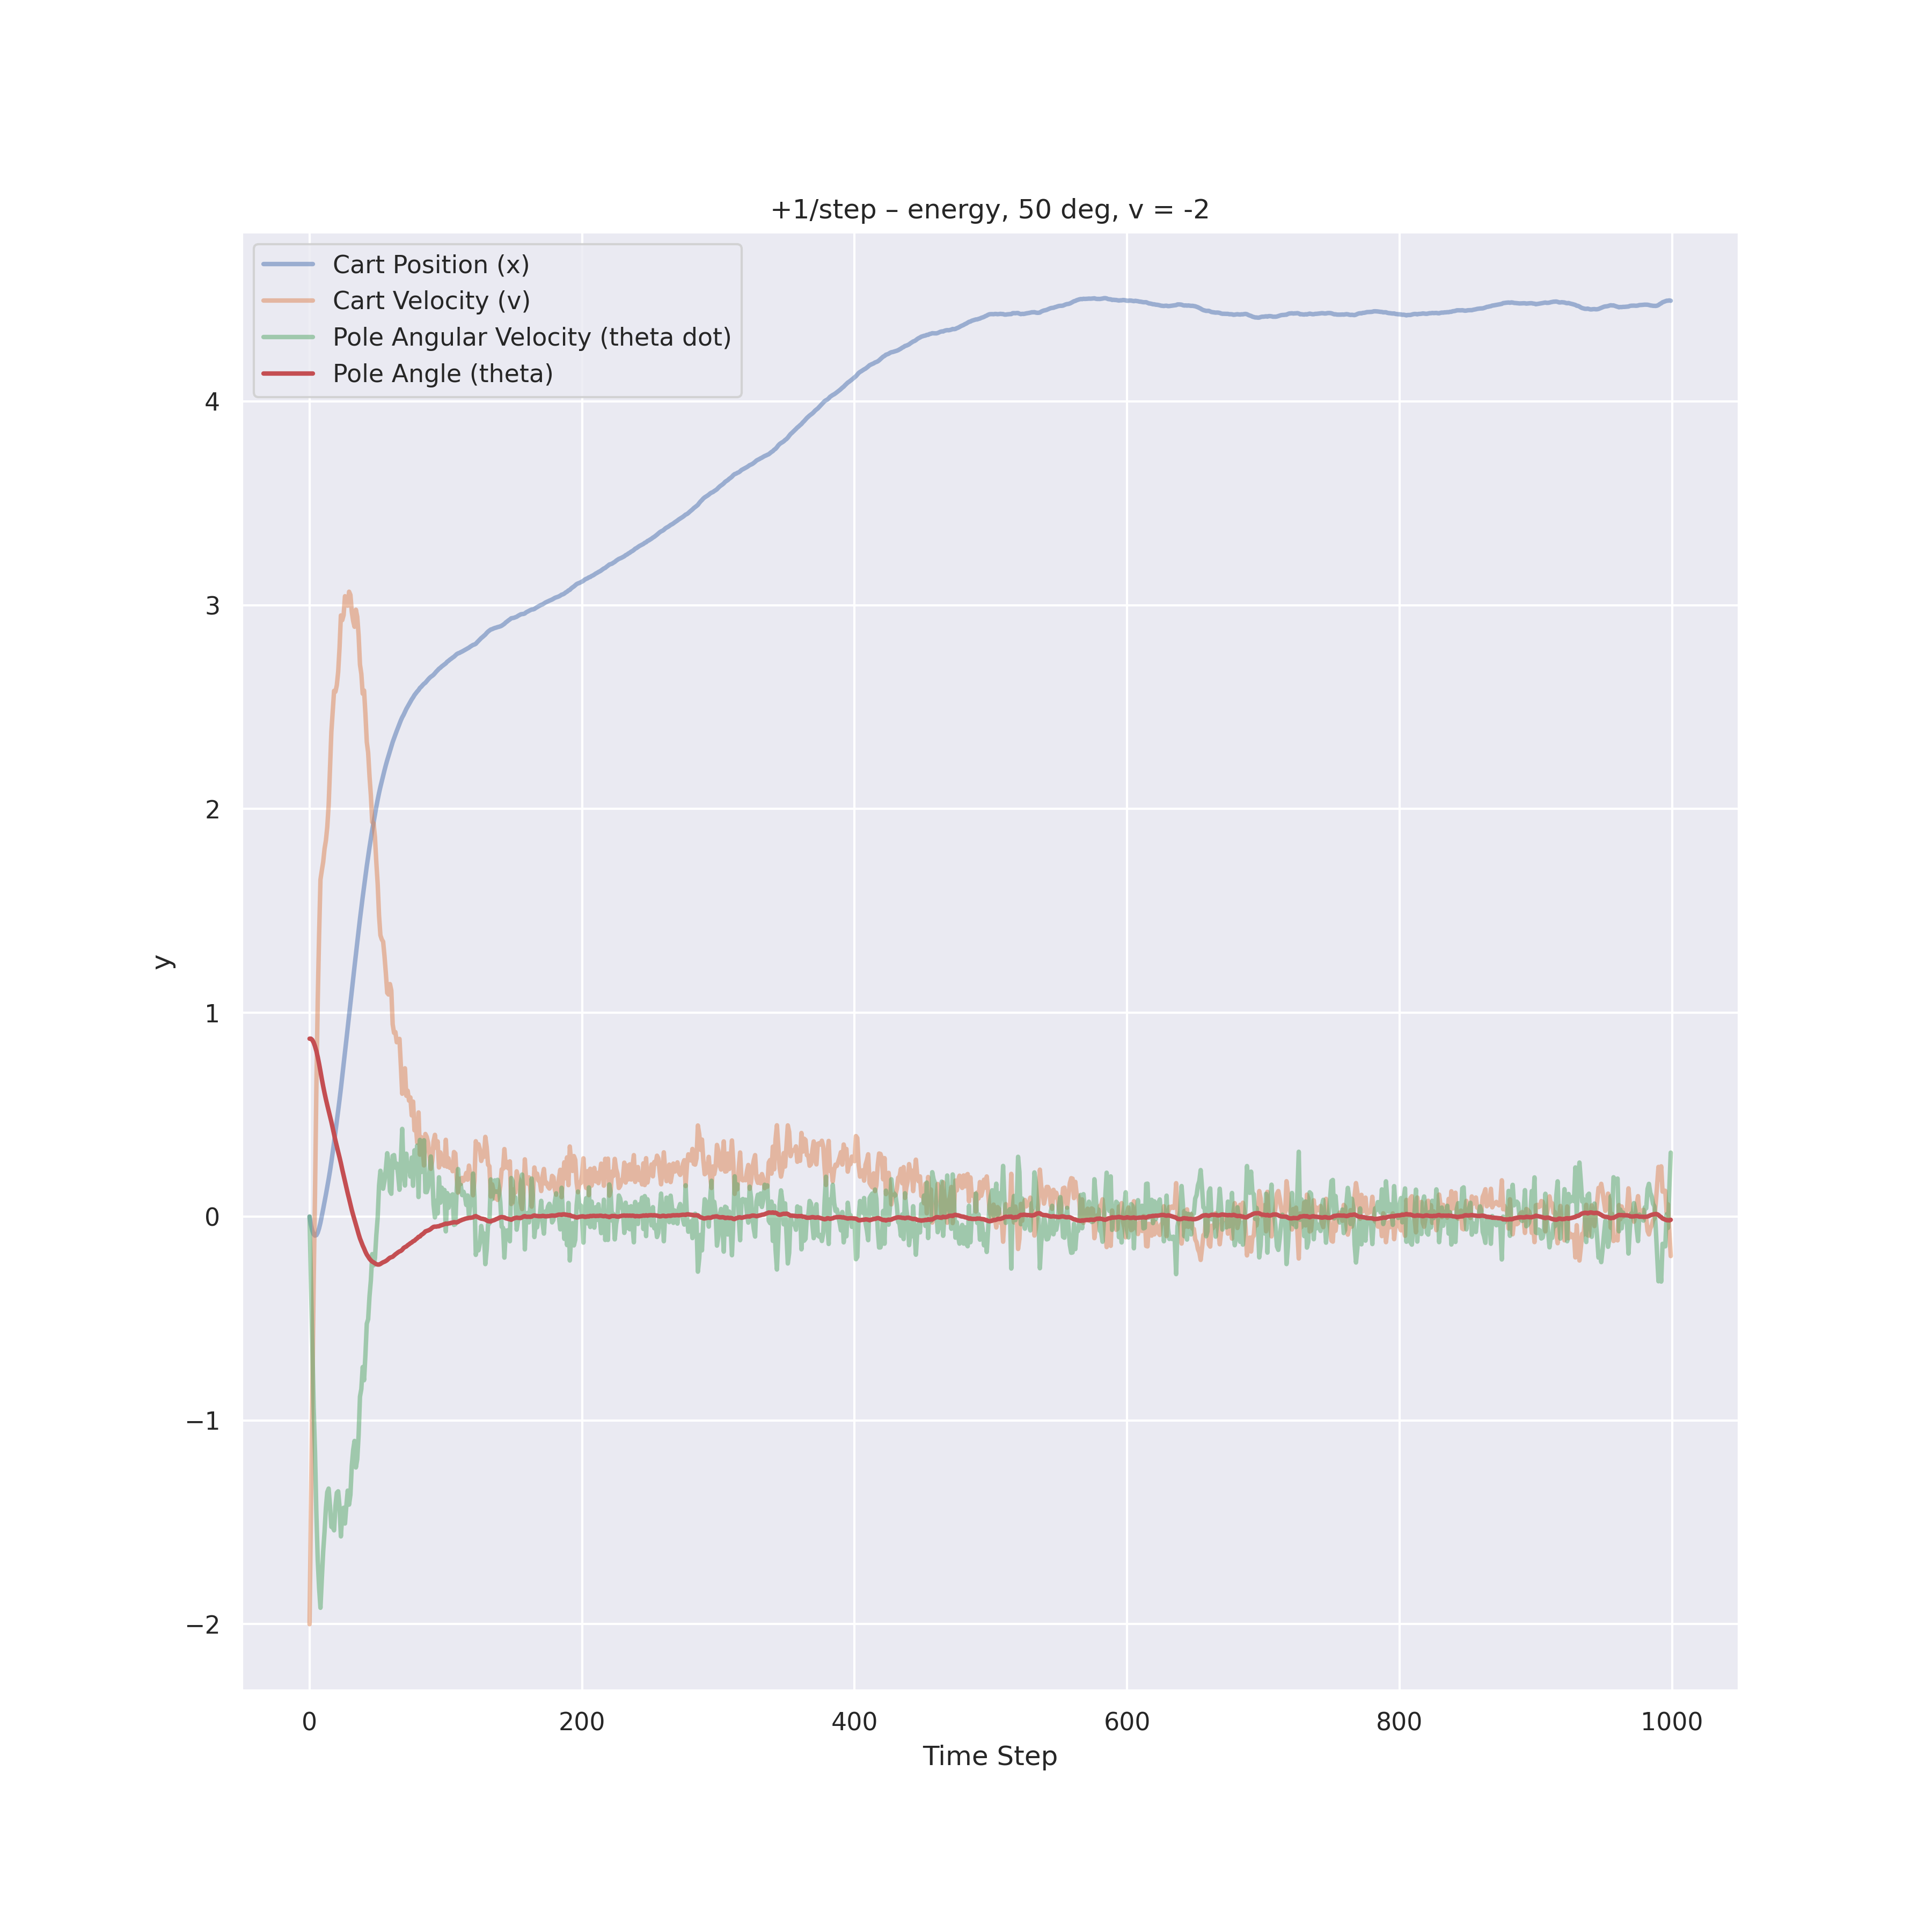 +1/step – energy, 50 deg, v = -2
Cart Position (x)
Cart Velocity (v)
Pole Angular Velocity (theta dot)
Pole Angle (theta)
4
3
2
1
0
−1
−2
y
0 200 400 600 800 1000
Time Step